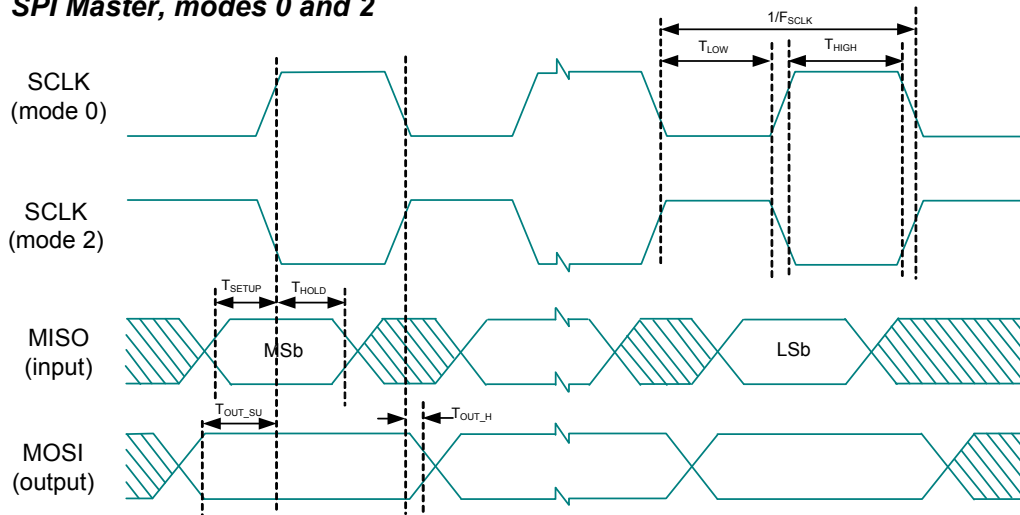 SPI Master, modes 0 and 2
1/FSCLK
TLOW
THIGH
SCLK
(mode 0)
SCLK
(mode 2)
TSETUP
THOLD
MISO
(input)
MSb
LSb
TOUT_SU
TOUT_H
MOSI
(output)